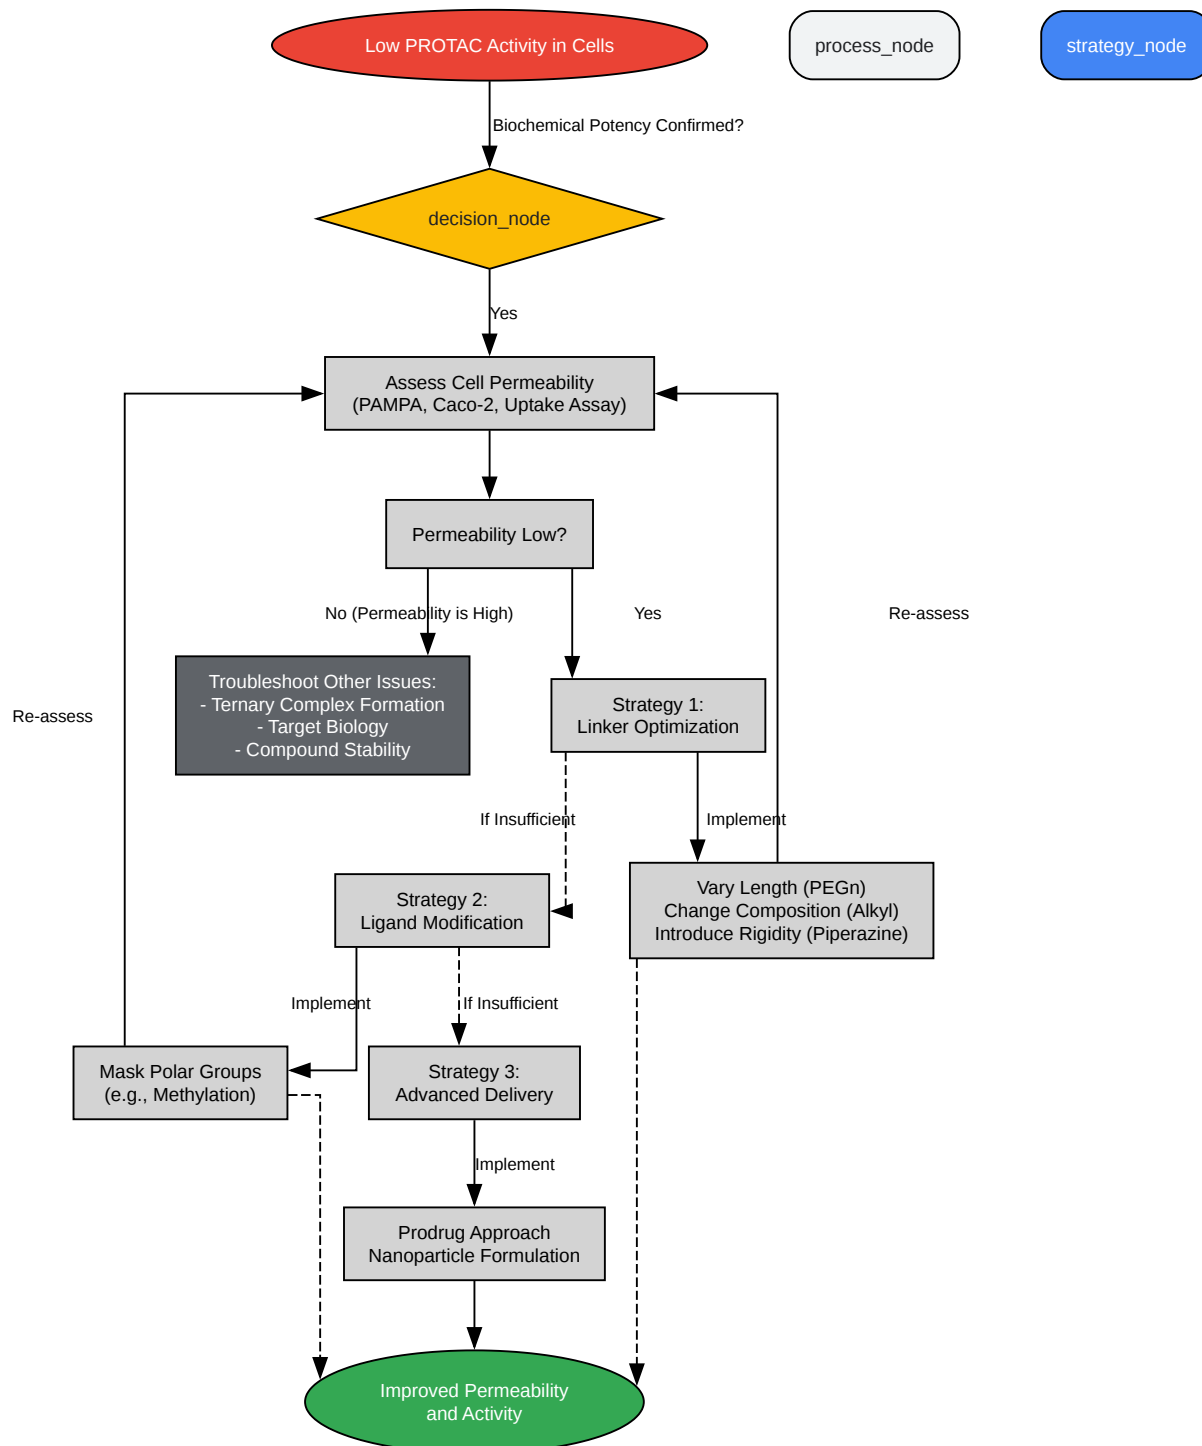 Low PROTAC Activity in Cells
process_node
strategy_node
Biochemical Potency Confirmed?
decision_node
Yes
Assess Cell Permeability
(PAMPA, Caco-2, Uptake Assay)
Permeability Low?
No (Permeability is High)
Yes
Re-assess
Troubleshoot Other Issues:
- Ternary Complex Formation
- Target Biology
- Compound Stability
Strategy 1:
Linker Optimization
Re-assess
If Insufficient
Implement
Strategy 2:
Ligand Modification
Vary Length (PEGn)
Change Composition (Alkyl)
Introduce Rigidity (Piperazine)
Implement
If Insufficient
Mask Polar Groups
(e.g., Methylation)
Strategy 3:
Advanced Delivery
Implement
Prodrug Approach
Nanoparticle Formulation
Improved Permeability
and Activity